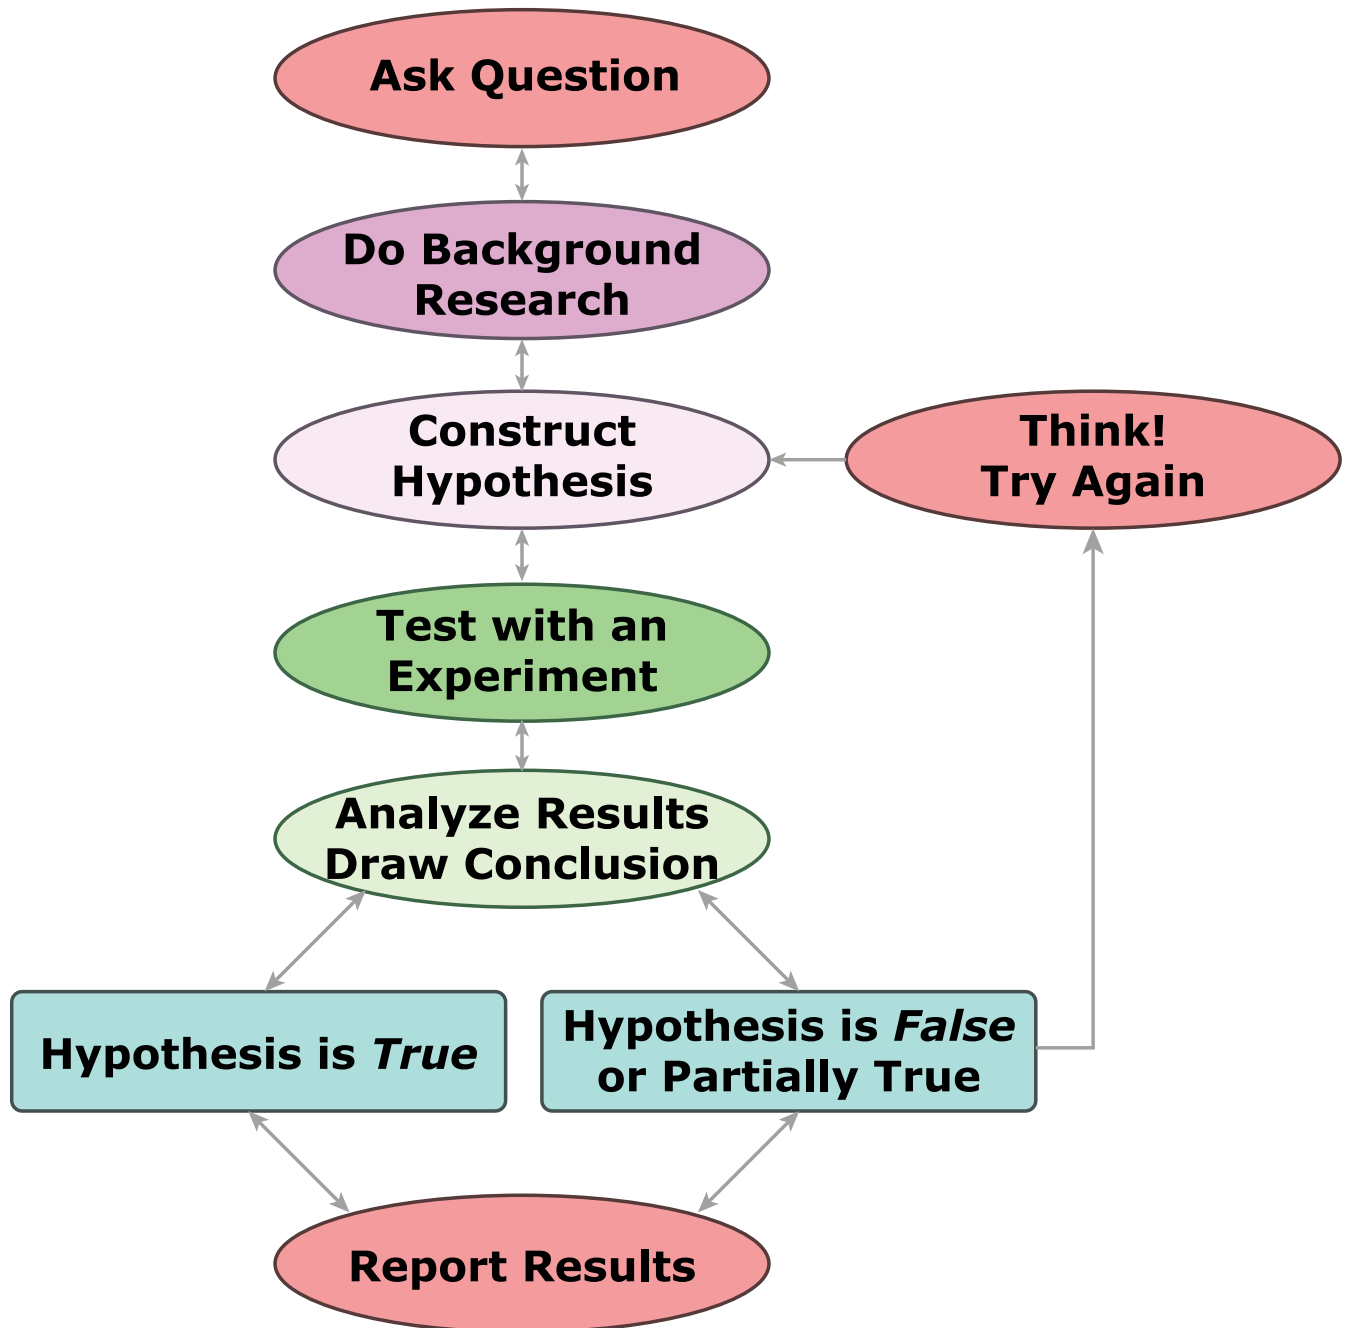 Ask Question
Do Background
Research
Construct
Hypothesis
Think!
Try Again
Test with an
Experiment
Analyze Results
Draw Conclusion
Hypothesis is True
Hypothesis is False
or Partially True
Report Results